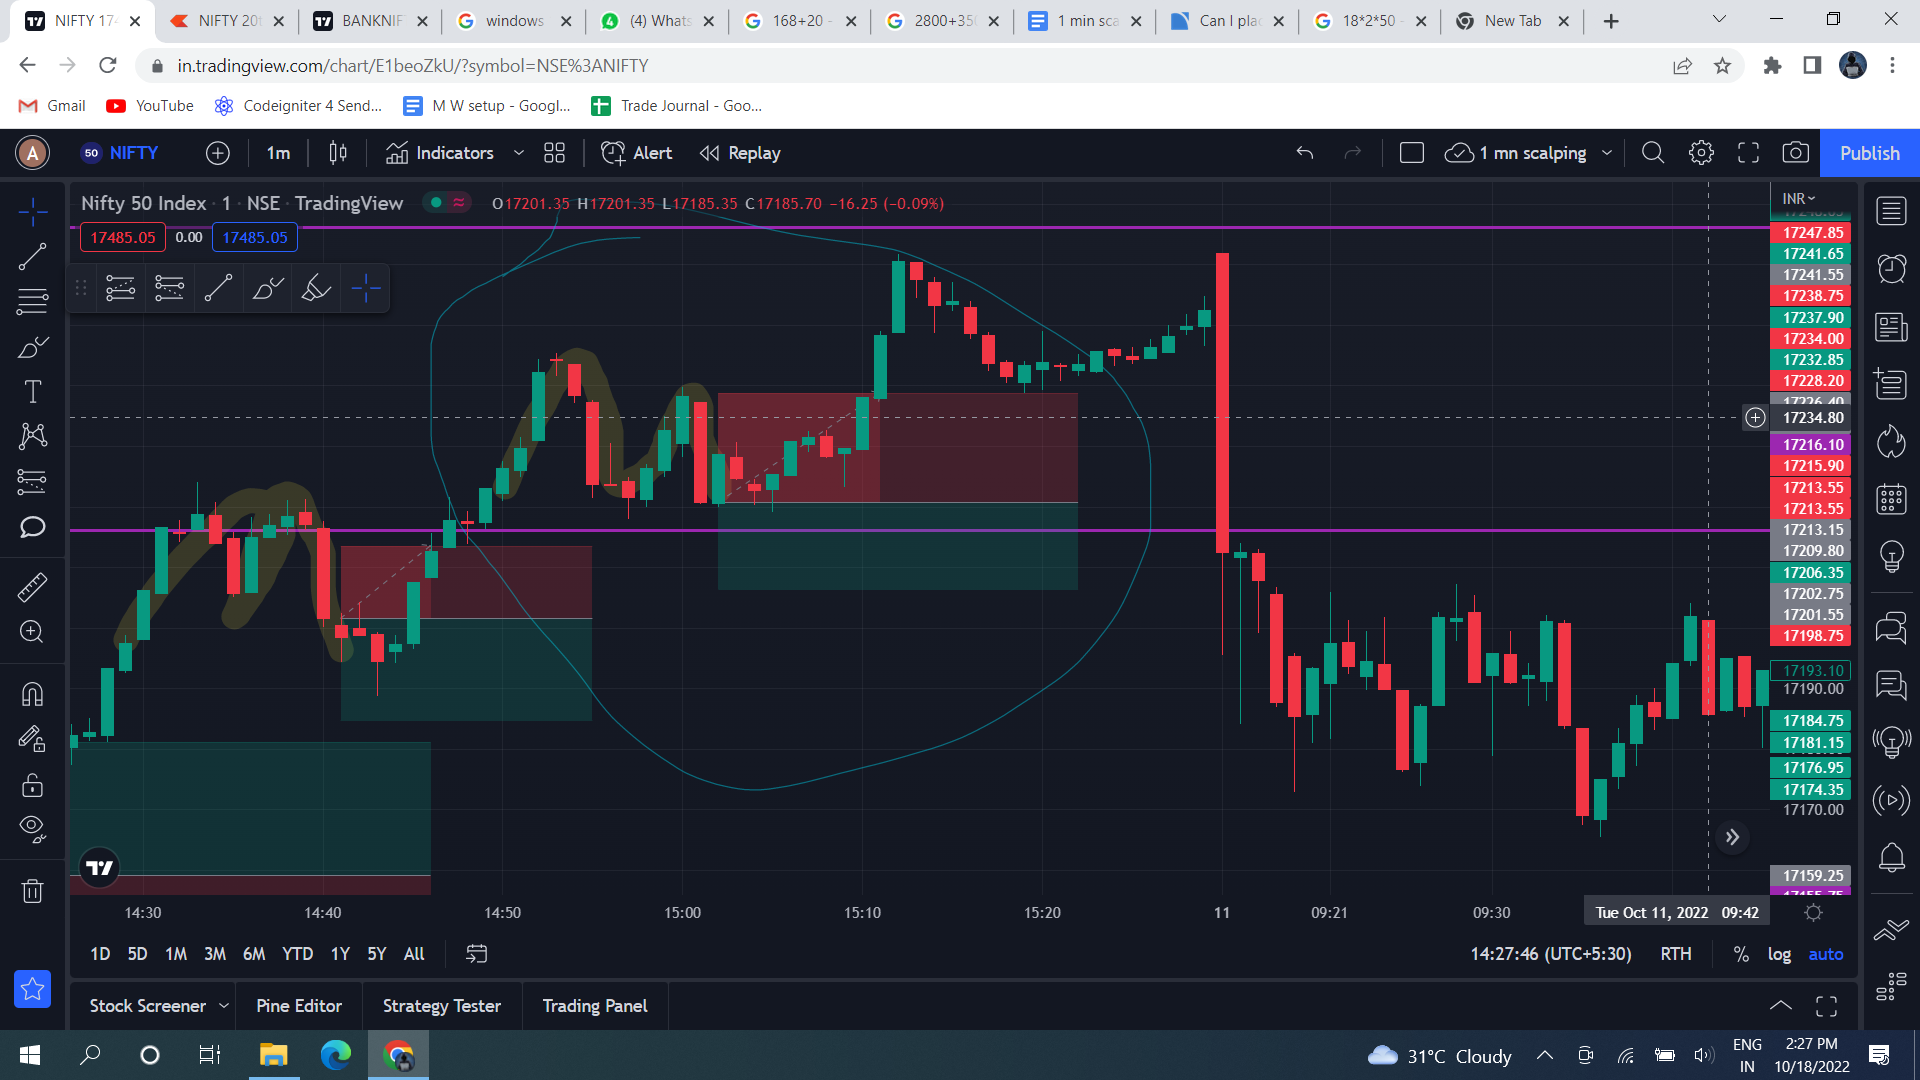 NIFTY 174
NIFTY 20t
BANKNIF
windows
(4) Whats
168+20 -
2800+350
1 min sca
Can I plac
18*2*50 -
New Tab
in.tradingview.com/chart/E1beoZkU/?symbol=NSE%3ANIFTY
Gmail
YouTube
Codeigniter 4 Send...
M W setup - Googl...
Trade Journal - Goo...
A
50 NIFTY
1m
Indicators
Alert
Replay
1 mn scalping
Publish
Nifty 50 Index · 1 · NSE · TradingView
O17201.35 H17201.35 L17185.35 C17185.70 −16.25 (−0.09%)
INR
17485.05
0.00
17485.05
17247.85
17241.65
17241.55
17238.75
17237.90
17234.00
17232.85
17228.20
17226.40
17234.80
17216.10
17215.90
17213.55
17213.55
17213.15
17209.80
17206.35
17202.75
17201.55
17198.75
17193.10
17190.00
17184.75
17181.15
17176.95
17174.35
17170.00
17159.25
14:30
14:40
14:50
15:00
15:10
15:20
11
09:21
09:30
Tue Oct 11, 2022 09:42
1D 5D 1M 3M 6M YTD 1Y 5Y All
14:27:46 (UTC+5:30)
RTH
%
log
auto
Stock Screener
Pine Editor
Strategy Tester
Trading Panel
31°C Cloudy
ENG
IN
2:27 PM
10/18/2022